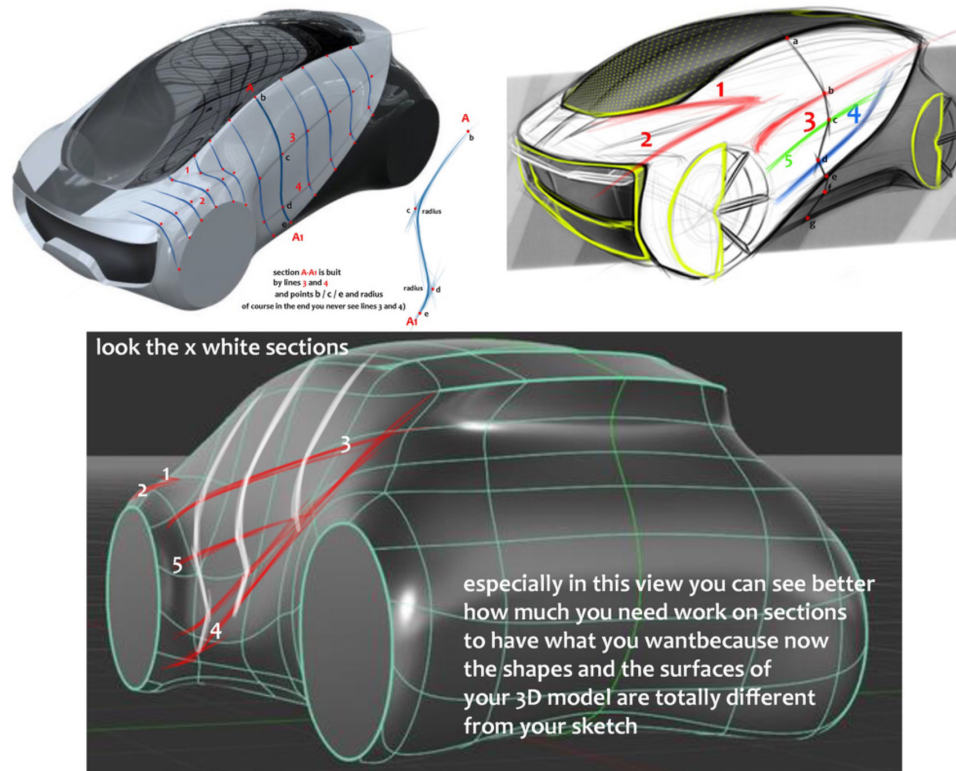 A
b
1
3
c
2
4
d
e
A1
A
b
c
radius
radius
d
A1
e
section A-A1 is buit
by lines 3 and 4
and points b / c / e and radius
of course in the end you never see lines 3 and 4)
a
1
b
2
3
4
c
5
d
e
f
g
look the x white sections
3
1
2
5
4
especially in this view you can see better
how much you need work on sections
to have what you wantbecause now
the shapes and the surfaces of
your 3D model are totally different
from your sketch